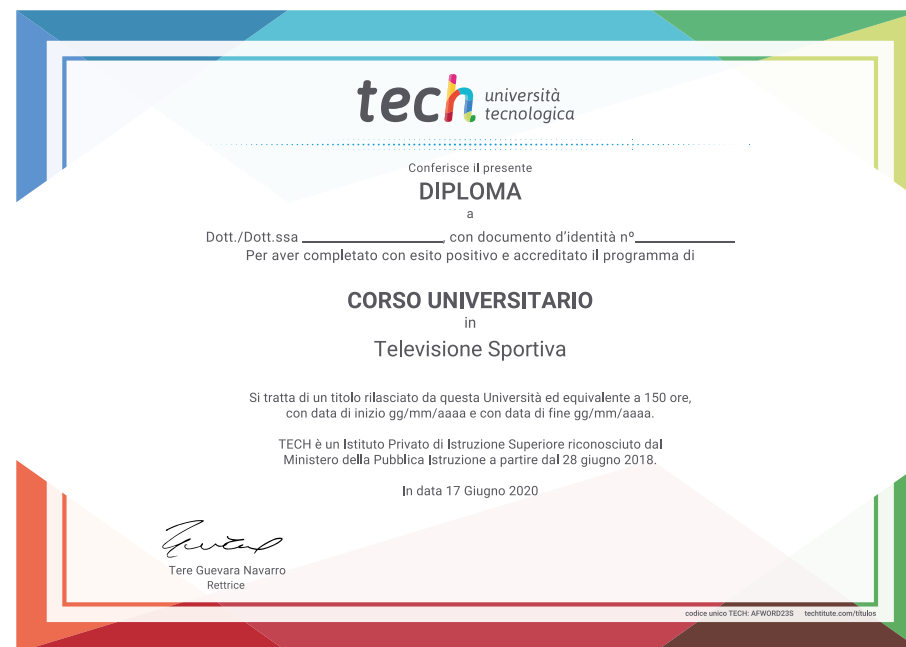 tech università
tecnologica
Conferisce il presente
DIPLOMA
a
Dott./Dott.ssa ____________, con documento d'identità nº____________
Per aver completato con esito positivo e accreditato il programma di
CORSO UNIVERSITARIO
in
Televisione Sportiva
Si tratta di un titolo rilasciato da questa Università ed equivalente a 150 ore,
con data di inizio gg/mm/aaaa e con data di fine gg/mm/aaaa.
TECH è un Istituto Privato di Istruzione Superiore riconosciuto dal
Ministero della Pubblica Istruzione a partire dal 28 giugno 2018.
In data 17 Giugno 2020
Tere Guevara Navarro
Rettrice
codice unico TECH: AFWORD23S techtitute.com/titulos